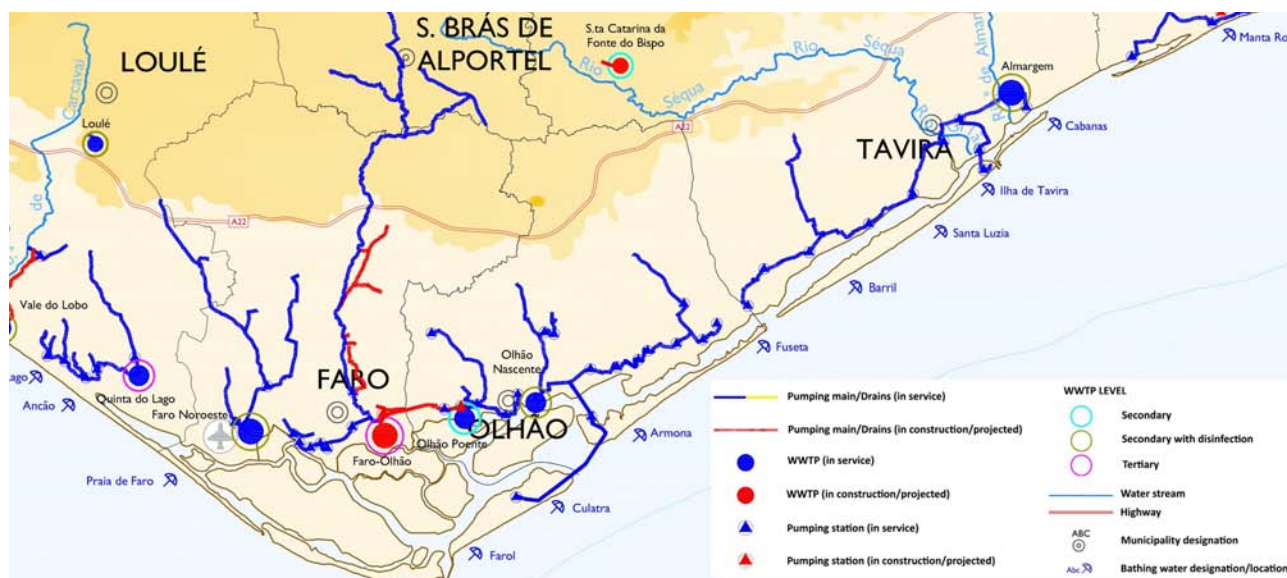 S. BRÁS DE
ALPORTEL
S.ta Catarina da
Fonte do Bispo
Rio
Séqua
Rio
Séqua
Manta Ro
Almargem
LOULÉ
Carcavai
Loulé
A22
Cabanas
TAVIRA
Rio
Ilha de Tavira
A22
de
Santa Luzia
Vale do Lobo
Barril
Fuseta
Olhão
Nascente
Quinta do Lago
FARO
Ancão
Faro Noroeste
OLHÃO
Olhão Poente
Armona
Faro-Olhão
Praia de Faro
Culatra
Farol
Pumping main/Drains (in service)
Pumping main/Drains (in construction/projected)
WWTP (in service)
WWTP (in construction/projected)
Pumping station (in service)
Pumping station (in construction/projected)
WWTP LEVEL
Secondary
Secondary with disinfection
Tertiary
Water stream
Highway
ABC
Municipality designation
Abc
Bathing water designation/location